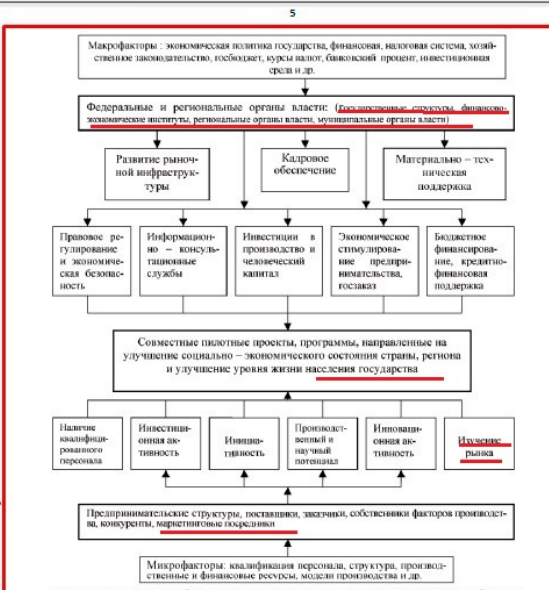 5
Макрофакторы : экономическая политика государства, финансовая, налоговая система, хозяй-
ственное законодательство, госбюджет, курсы валют, банковский процент, инвестиционная
среда и др.
Федеральные и региональные органы власти: (Государственные структуры, финансово-
экономические институты, региональные органы власти, муниципальные органы власти)
Развитие рыноч-
ной инфраструк-
туры
Кадровое
обеспечение
Материально – тех-
ническая
поддержка
Правовое ре-
гулирование
и экономиче-
ская безопас-
ность
Информацион-
но – консуль-
тационные
службы
Инвестиции в
производство и
человеческий
капитал
Экономическое
стимулирова-
ние предпри-
нимательства,
госзаказ
Бюджетное
финансирова-
ние, кредитно-
финансовая
поддержка
Совместные пилотные проекты, программы, направленные на
улучшение социально – экономического состояния страны, региона
и улучшение уровня жизни населения государства
Наличие
квалифици-
рованного
персонала
Инвестици-
онная ак-
тивность
Инициа-
тивность
Производст-
венный и
научный
потенциал
Инноваци-
онная ак-
тивность
Изучение
рынка
Предпринимательские структуры, поставщики, заказчики, собственники факторов производст-
ва, конкуренты, маркетинговые посредники
Микрофакторы: квалификация персонала, структура, производ-
ственные и финансовые ресурсы, модели производства и др.